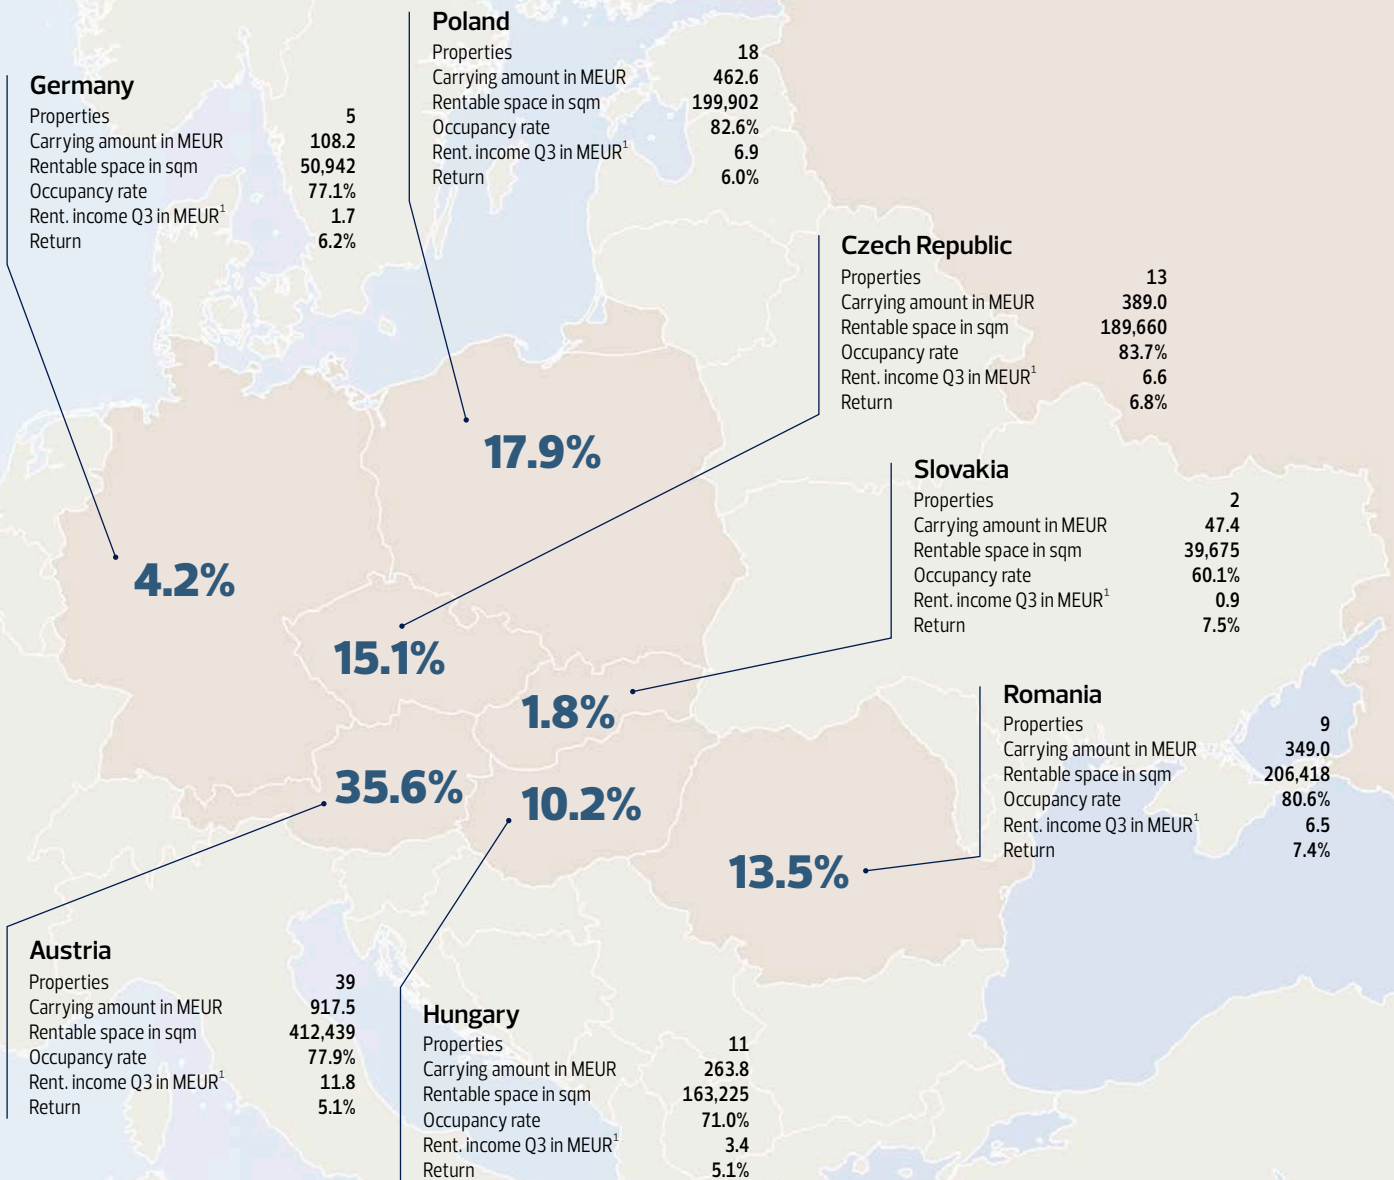 Poland
Properties 18
Carrying amount in MEUR 462.6
Rentable space in sqm 199,902
Occupancy rate 82.6%
Rent. income Q3 in MEUR¹ 6.9
Return 6.0%
Germany
Properties 5
Carrying amount in MEUR 108.2
Rentable space in sqm 50,942
Occupancy rate 77.1%
Rent. income Q3 in MEUR¹ 1.7
Return 6.2%
Czech Republic
Properties 13
Carrying amount in MEUR 389.0
Rentable space in sqm 189,660
Occupancy rate 83.7%
Rent. income Q3 in MEUR¹ 6.6
Return 6.8%
17.9%
Slovakia
Properties 2
Carrying amount in MEUR 47.4
Rentable space in sqm 39,675
Occupancy rate 60.1%
Rent. income Q3 in MEUR¹ 0.9
Return 7.5%
4.2%
15.1%
1.8%
Romania
Properties 9
Carrying amount in MEUR 349.0
Rentable space in sqm 206,418
Occupancy rate 80.6%
Rent. income Q3 in MEUR¹ 6.5
Return 7.4%
35.6%
10.2%
13.5%
Austria
Properties 39
Carrying amount in MEUR 917.5
Rentable space in sqm 412,439
Occupancy rate 77.9%
Rent. income Q3 in MEUR¹ 11.8
Return 5.1%
Hungary
Properties 11
Carrying amount in MEUR 263.8
Rentable space in sqm 163,225
Occupancy rate 71.0%
Rent. income Q3 in MEUR¹ 3.4
Return 5.1%